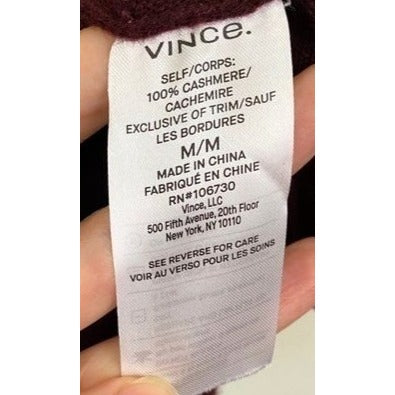 VINCE.
SELF/CORPS:
100% CASHMERE/
CACHEMIRE
EXCLUSIVE OF TRIM/SAUF
LES BORDURES
M/M
MADE IN CHINA
FABRIQUÉ EN CHINE
RN#106730
Vince, LLC
500 Fifth Avenue, 20th Floor
New York, NY 10110
SEE REVERSE FOR CARE
VOIR AU VERSO POUR LES SOINS